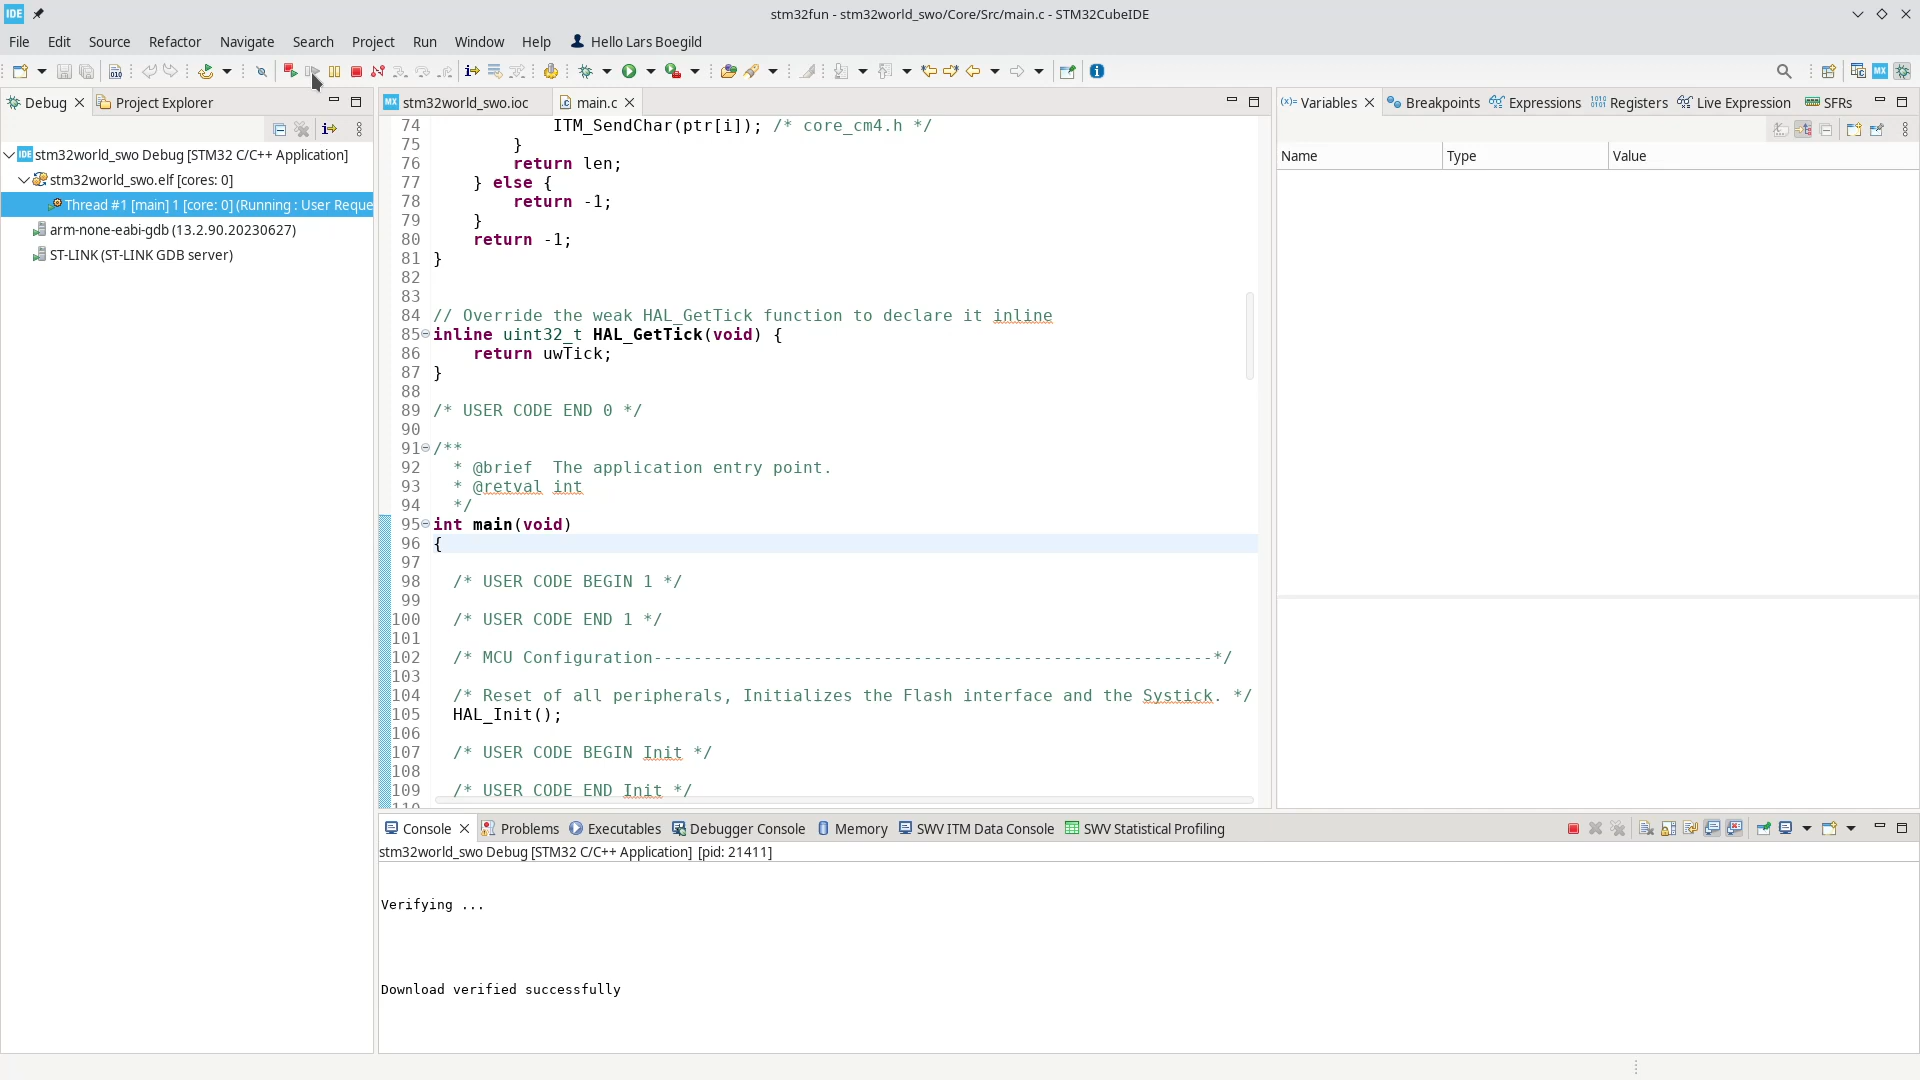 IDE
stm32fun - stm32world_swo/Core/Src/main.c - STM32CubeIDE
File Edit Source Refactor Navigate Search Project Run Window Help Hello Lars Boegild
Debug Project Explorer
stm32world_swo Debug [STM32 C/C++ Application]
stm32world_swo.elf [cores: 0]
Thread #1 [main] 1 [core: 0] (Running : User Reque
arm-none-eabi-gdb (13.2.90.20230627)
ST-LINK (ST-LINK GDB server)
MX stm32world_swo.ioc main.c
74 ITM_SendChar(ptr[i]); /* core_cm4.h */
75 }
76 return len;
77 } else {
78 return -1;
79 }
80 return -1;
81 }
82
83
84 // Override the weak HAL_GetTick function to declare it inline
85 inline uint32_t HAL_GetTick(void) {
86 return uwTick;
87 }
88
89 /* USER CODE END 0 */
90
91 /**
92 * @brief The application entry point.
93 * @retval int
94 */
95 int main(void)
96 {
97
98 /* USER CODE BEGIN 1 */
99
100 /* USER CODE END 1 */
101
102 /* MCU Configuration--------------------------------------------------------*/
103
104 /* Reset of all peripherals, Initializes the Flash interface and the Systick. */
105 HAL_Init();
106
107 /* USER CODE BEGIN Init */
108
109 /* USER CODE END Init */
110
(x)= Variables Breakpoints Expressions Registers Live Expression SFRs
Name Type Value
Console Problems Executables Debugger Console Memory SWV ITM Data Console SWV Statistical Profiling
stm32world_swo Debug [STM32 C/C++ Application] [pid: 21411]
Verifying ...
Download verified successfully